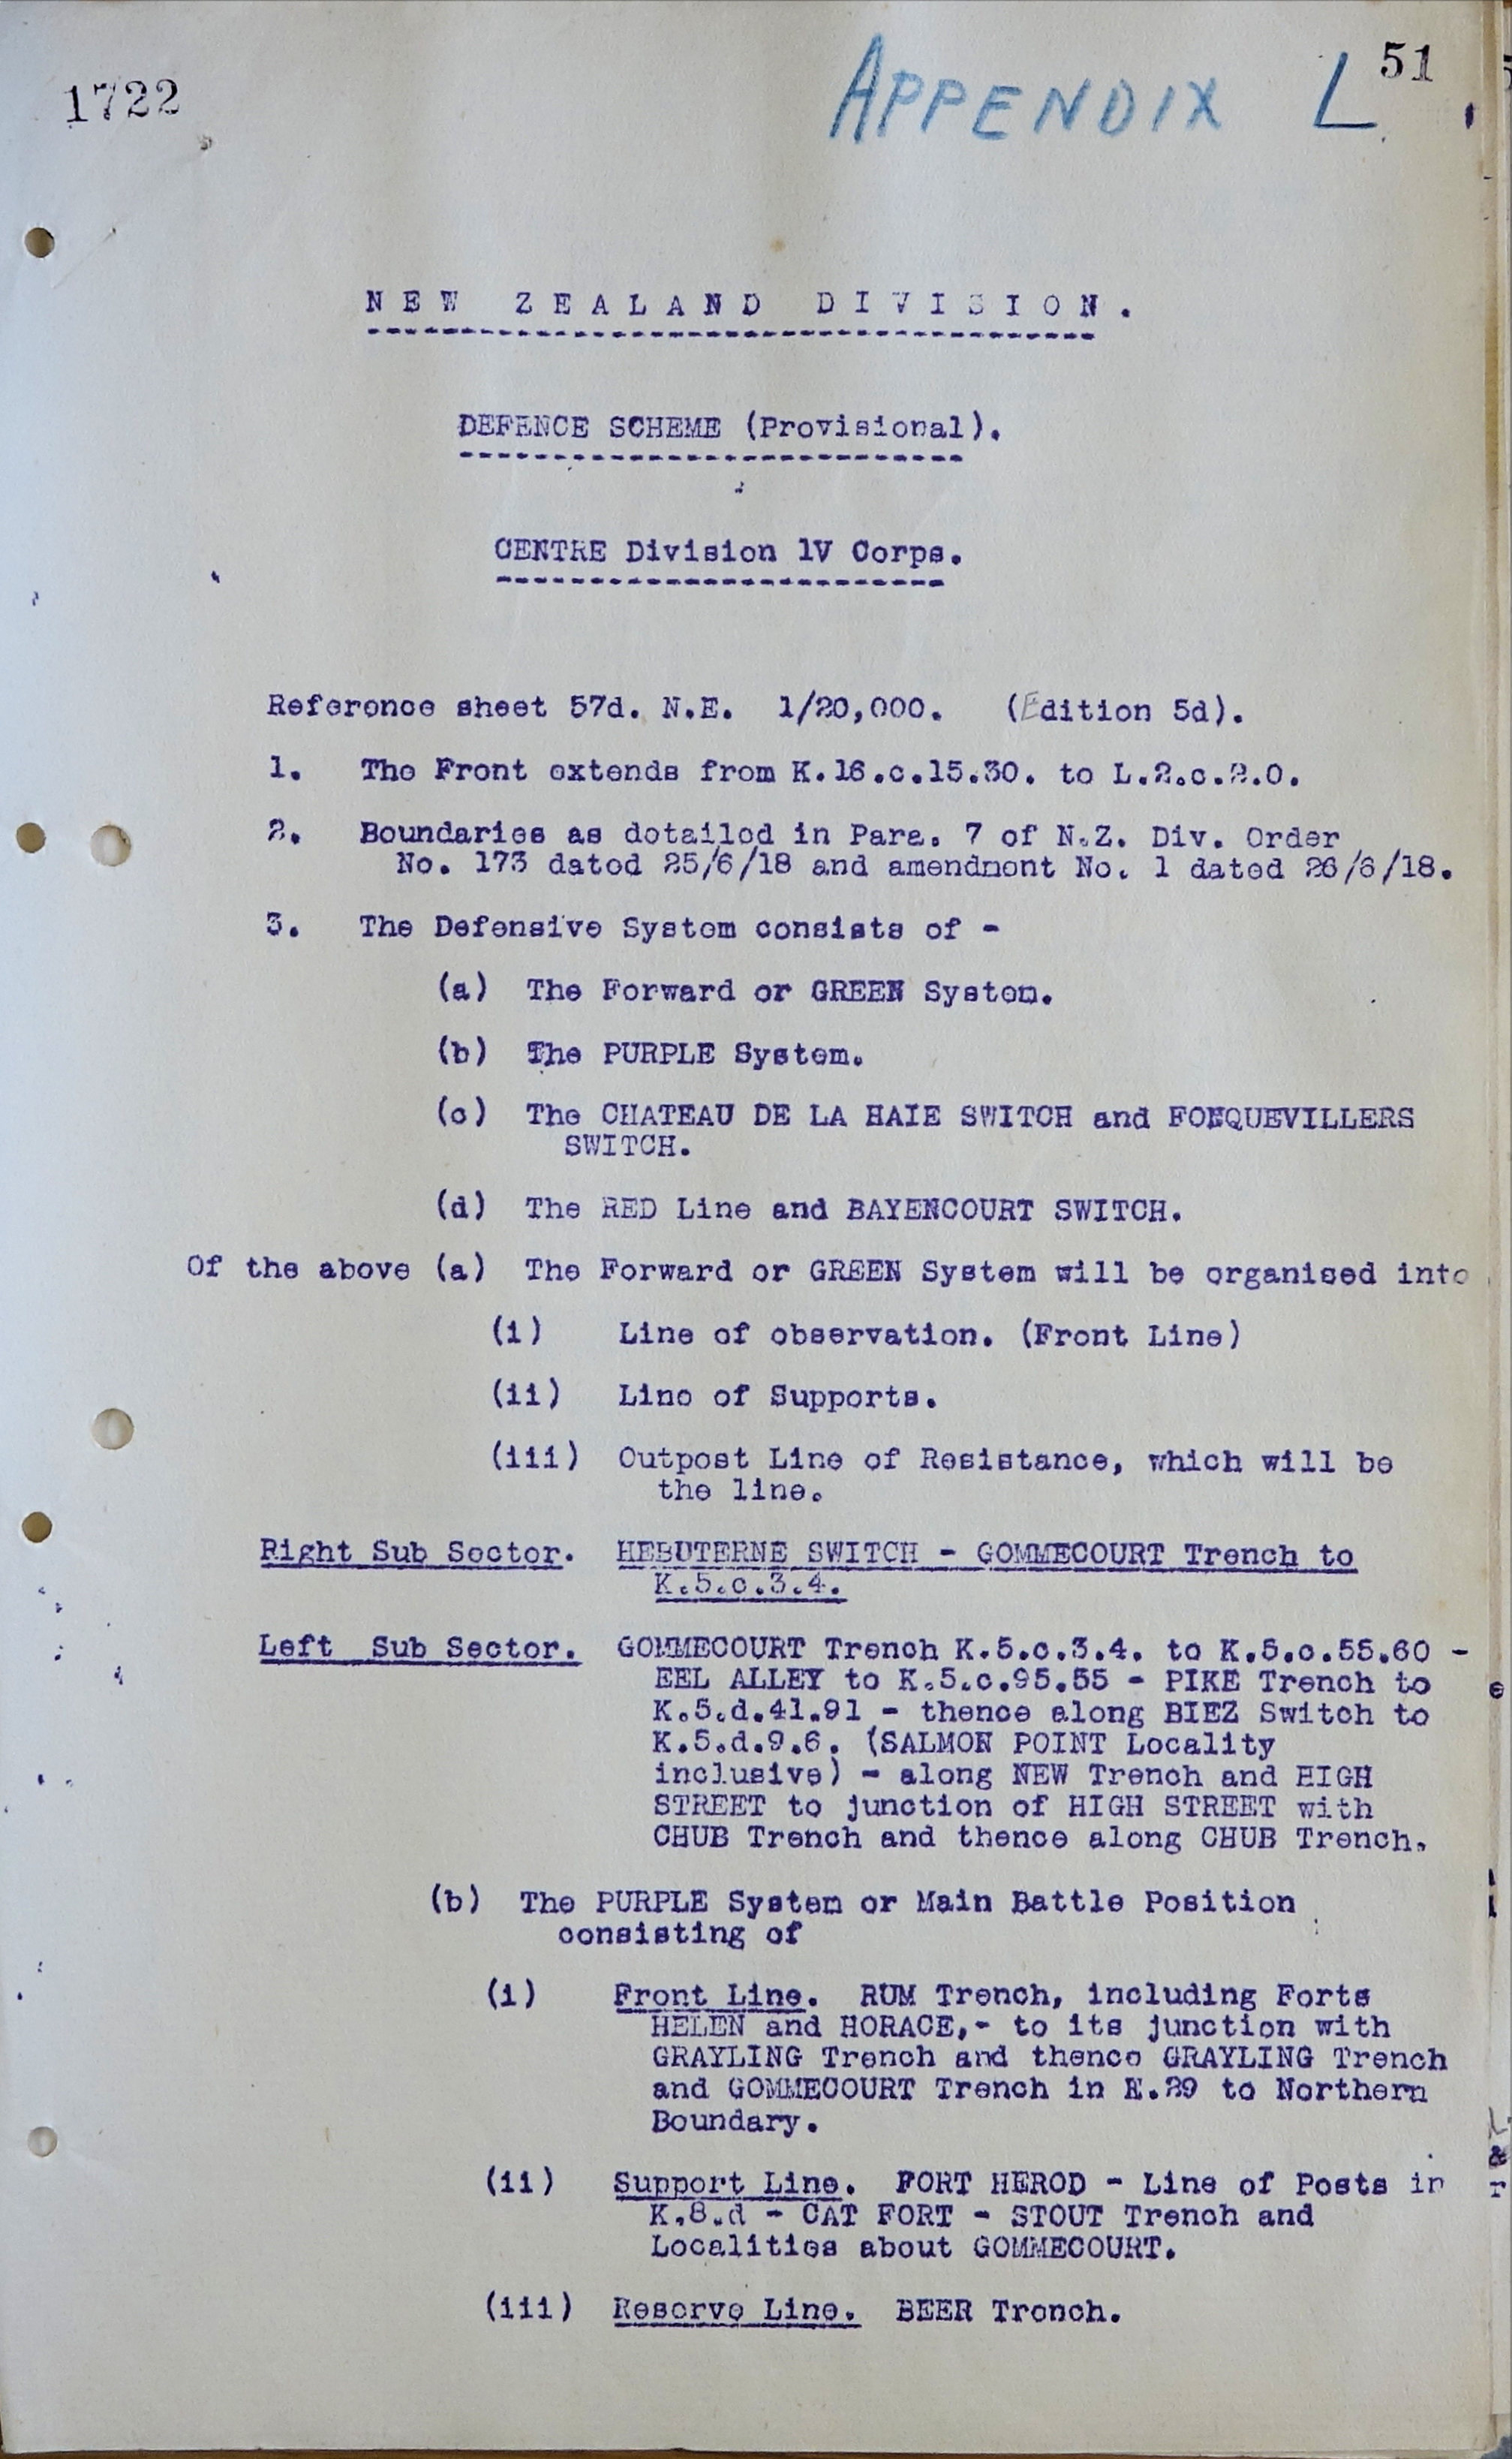 1722
APPENDIX L 51
NEW ZEALAND DIVISION.
DEFENCE SCHEME (Provisional).
CENTRE Division 1V Corps.
Reference sheet 57d. N.E. 1/20,000. (Edition 5d).
1. The Front extends from K.16.c.15.30. to L.2.c.2.0.
2. Boundaries as detailed in Para. 7 of N.Z. Div. Order
No. 173 dated 25/6/18 and amendment No. 1 dated 26/6/18.
3. The Defensive System consists of -
(a) The Forward or GREEN System.
(b) The PURPLE System.
(c) The CHATEAU DE LA HAIE SWITCH and FONQUEVILLERS
SWITCH.
(d) The RED Line and BAYENCOURT SWITCH.
Of the above (a) The Forward or GREEN System will be organised into
(i) Line of observation. (Front Line)
(ii) Line of Supports.
(iii) Outpost Line of Resistance, which will be
the line.
Right Sub Sector. HEBUTERNE SWITCH - GOMMECOURT Trench to
K.5.c.3.4.
Left Sub Sector. GOMMECOURT Trench K.5.c.3.4. to K.5.c.55.60 -
EEL ALLEY to K.5.c.95.55 - PIKE Trench to
K.5.d.41.91 - thence along BIEZ Switch to
K.5.d.9.6. (SALMON POINT Locality
inclusive) - along NEW Trench and HIGH
STREET to junction of HIGH STREET with
CHUB Trench and thence along CHUB Trench.
(b) The PURPLE System or Main Battle Position
consisting of
(i) Front Line. RUM Trench, including Forts
HELEN and HORACE,- to its junction with
GRAYLING Trench and thence GRAYLING Trench
and GOMMECOURT Trench in E.29 to Northern
Boundary.
(ii) Support Line. FORT HEROD - Line of Posts in
K.8.d - CAT FORT - STOUT Trench and
Localities about GOMMECOURT.
(iii) Reserve Line. BEER Trench.